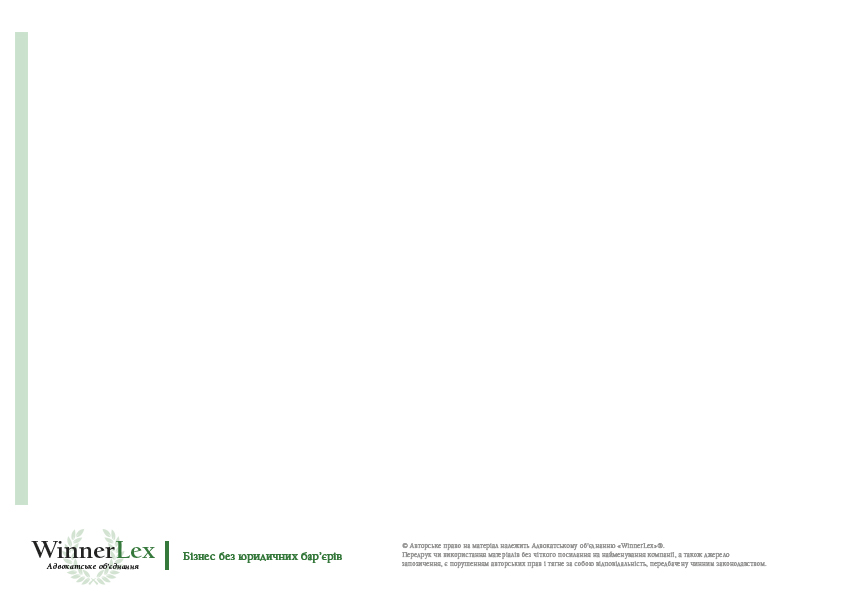 WinnerLex
Адвокатське об'єднання
Бізнес без юридичних бар'єрів
© Авторське право на матеріал належить Адвокатському об'єднанню «WinnerLex»®.
Передрук чи використання матеріалів без чіткого посилання на найменування компанії, а також джерело
запозичення, є порушенням авторських прав і тягне за собою відповідальність, передбачену чинним законодавством.